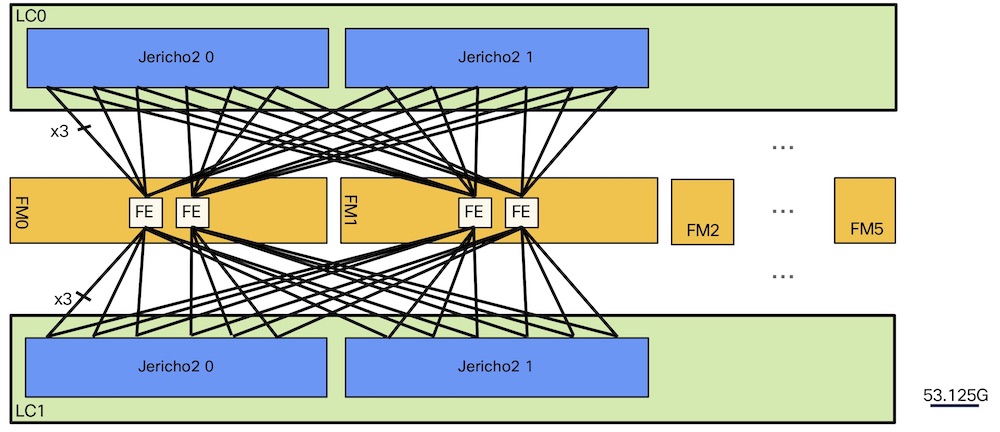 LC0
Jericho2 0
Jericho2 1
x3
...
FM0
FE
FE
FM1
FE
FE
FM2
...
FM5
x3
...
Jericho2 0
Jericho2 1
LC1
53.125G